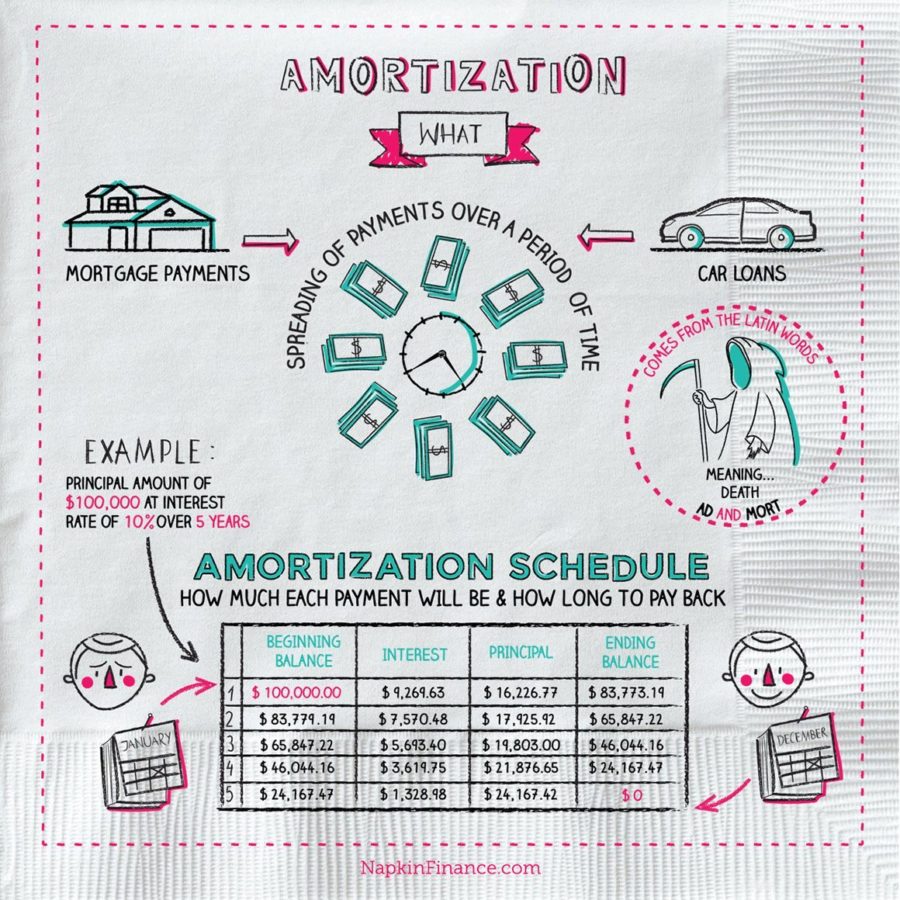 AMORTIZATION
WHAT
SPREADING OF PAYMENTS OVER A PERIOD OF TIME
MORTGAGE PAYMENTS
CAR LOANS
COMES FROM THE LATIN WORDS
MEANING...
DEATH
AD AND MORT
EXAMPLE:
PRINCIPAL AMOUNT OF
$100,000 AT INTEREST
RATE OF 10% OVER 5 YEARS
AMORTIZATION SCHEDULE
HOW MUCH EACH PAYMENT WILL BE & HOW LONG TO PAY BACK
BEGINNING BALANCE INTEREST PRINCIPAL ENDING BALANCE
1 $ 100,000.00 $ 9,269.63 $ 16,226.77 $ 83,773.19
2 $ 83,779.19 $ 7,570.48 $ 17,925.92 $ 65,847.22
3 $ 65,847.22 $ 5,693.40 $ 19,803.00 $ 46,044.16
4 $ 46,044.16 $ 3,619.75 $ 21,876.65 $ 24,167.47
5 $ 24,167.47 $ 1,328.98 $ 24,167.42 $ 0
JANUARY
DECEMBER
NapkinFinance.com